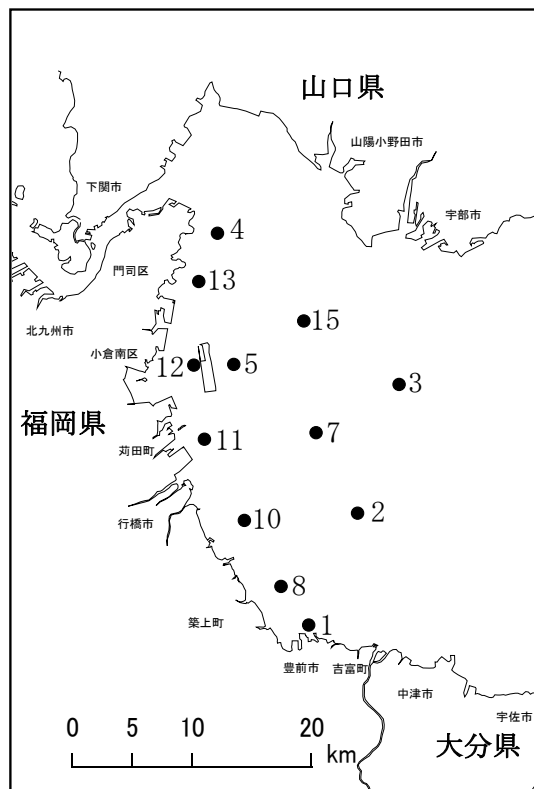 山口県
山陽小野田市
下関市
宇部市
4
門司区
13
北九州市
15
小倉南区
12
5
3
福岡県
7
11
苅田町
2
10
行橋市
8
築上町
1
豊前市
吉富町
中津市
宇佐市
大分県
0 5 10 20
km